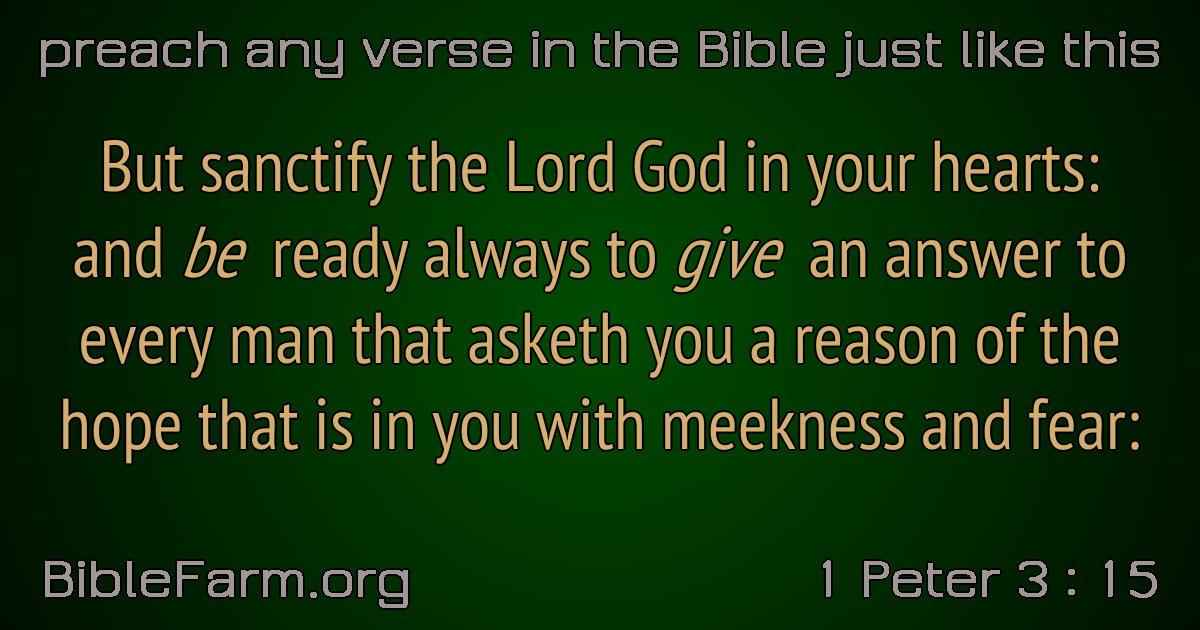 preach any verse in the Bible just like this
But sanctify the Lord God in your hearts:
and be ready always to give an answer to
every man that asketh you a reason of the
hope that is in you with meekness and fear:
BibleFarm.org
1 Peter 3 : 15